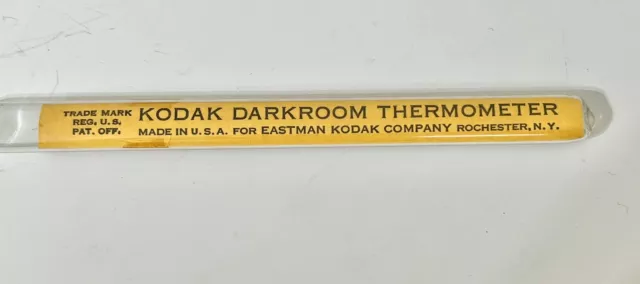 TRADE MARK
REG. U.S.
PAT. OFF.
KODAK DARKROOM THERMOMETER
MADE IN U.S.A. FOR EASTMAN KODAK COMPANY ROCHESTER, N.Y.